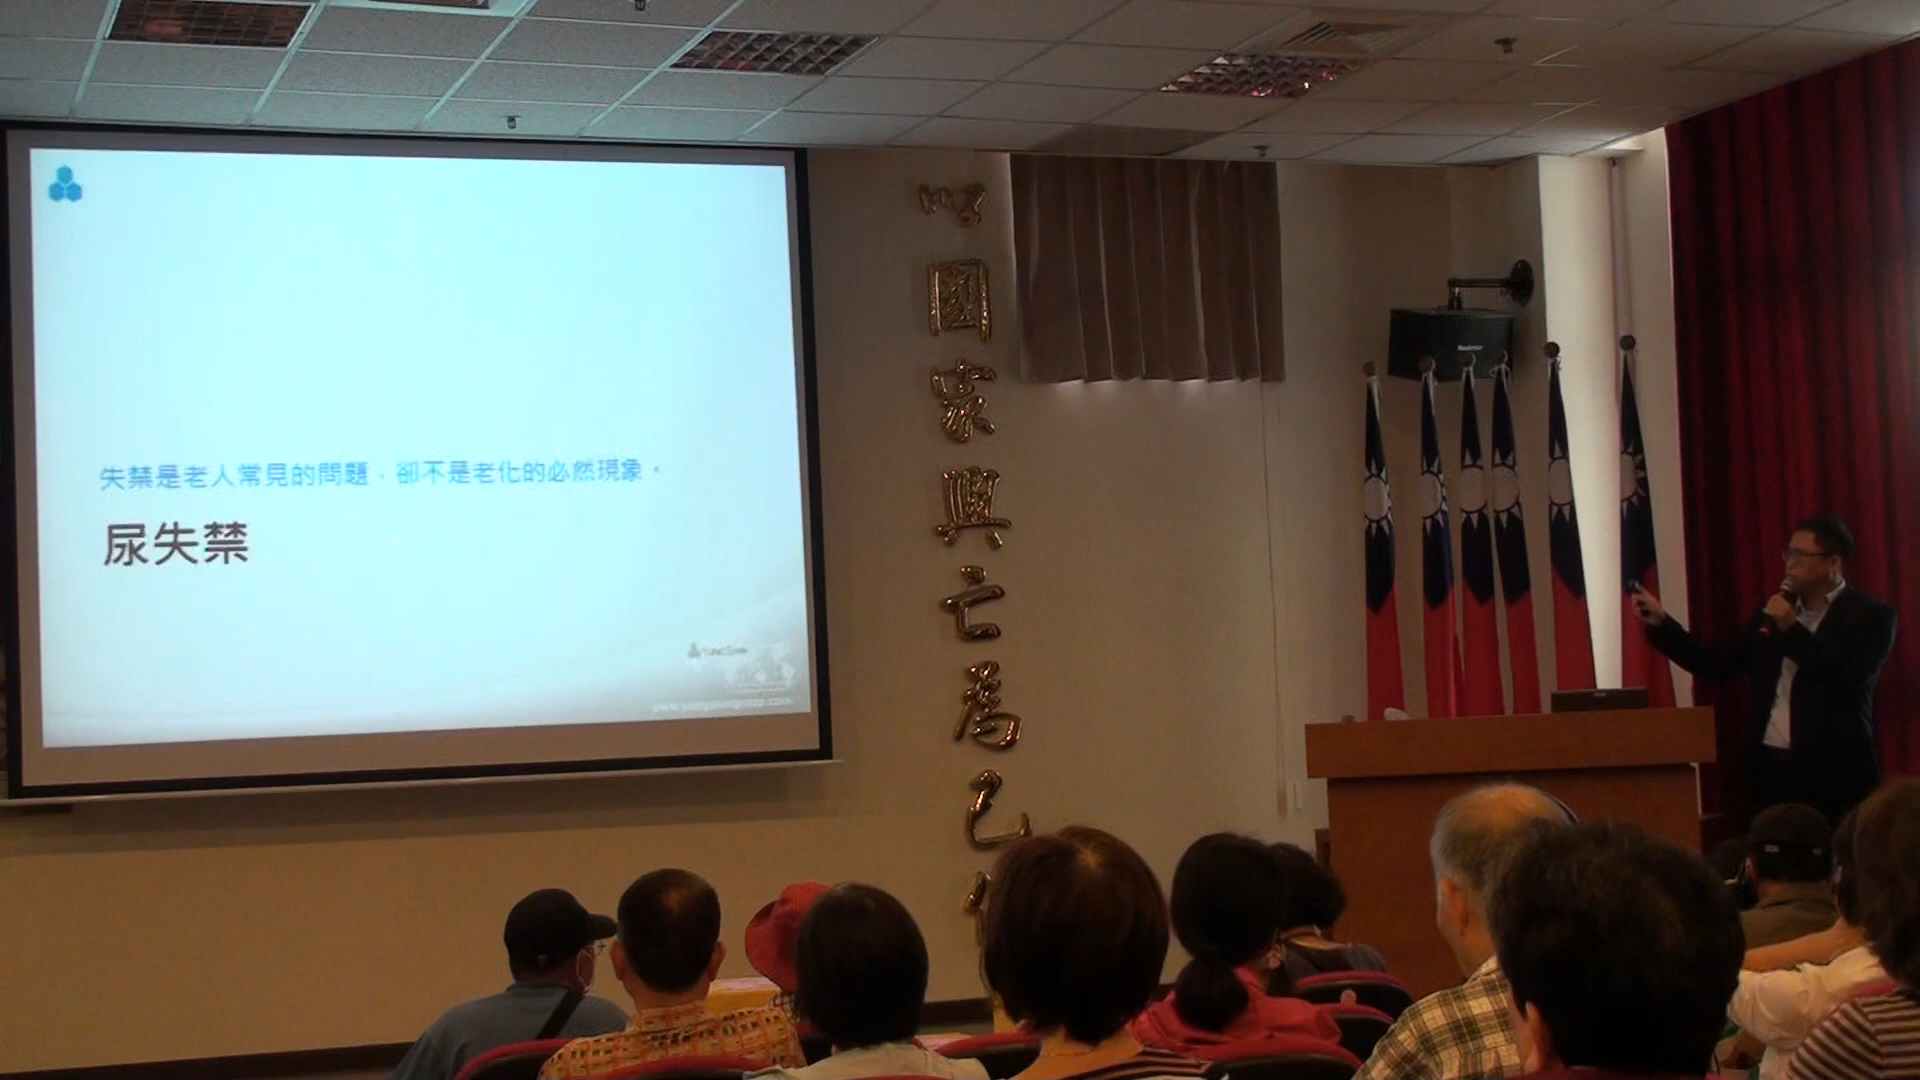 失禁是老人常見的問題，卻不是老化的必然現象。
尿失禁
以國家興亡為己